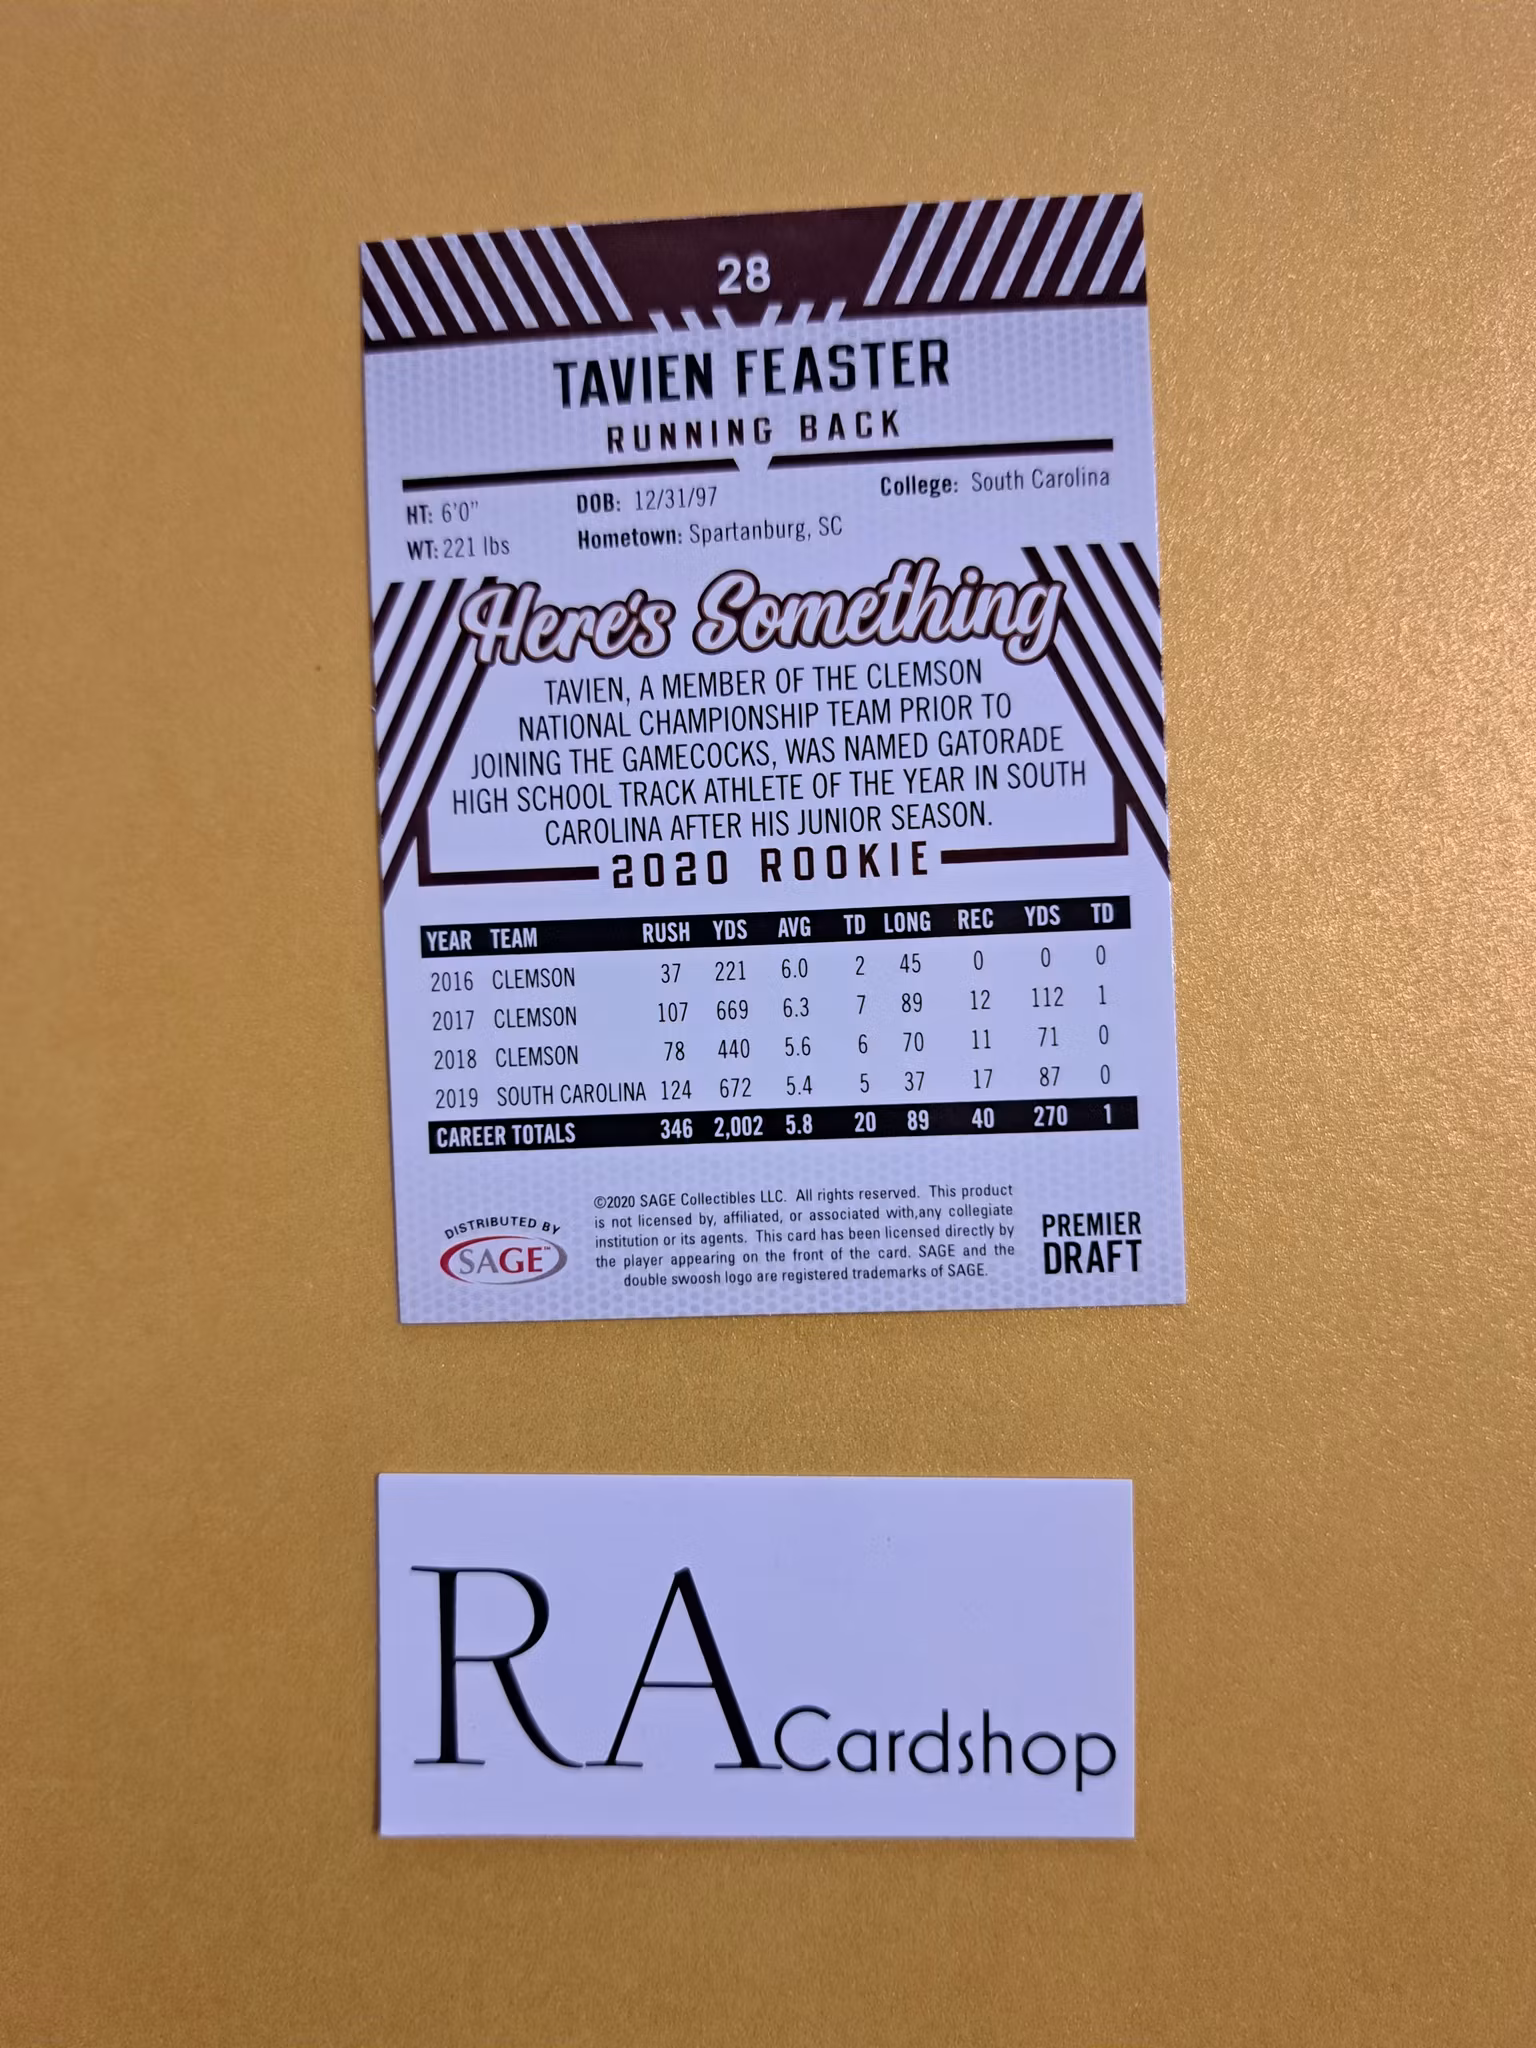 28
TAVIEN FEASTER
RUNNING BACK
HT: 6'0" DOB: 12/31/97 College: South Carolina
WT: 221 lbs Hometown: Spartanburg, SC
Here's Something
TAVIEN, A MEMBER OF THE CLEMSON
NATIONAL CHAMPIONSHIP TEAM PRIOR TO
JOINING THE GAMECOCKS, WAS NAMED GATORADE
HIGH SCHOOL TRACK ATHLETE OF THE YEAR IN SOUTH
CAROLINA AFTER HIS JUNIOR SEASON.
2020 ROOKIE
YEAR TEAM RUSH YDS AVG TD LONG REC YDS TD
2016 CLEMSON 37 221 6.0 2 45 0 0 0
2017 CLEMSON 107 669 6.3 7 89 12 112 1
2018 CLEMSON 78 440 5.6 6 70 11 71 0
2019 SOUTH CAROLINA 124 672 5.4 5 37 17 87 0
CAREER TOTALS 346 2,002 5.8 20 89 40 270 1
DISTRIBUTED BY
SAGE™
©2020 SAGE Collectibles LLC. All rights reserved. This product
is not licensed by, affiliated, or associated with,any collegiate
institution or its agents. This card has been licensed directly by
the player appearing on the front of the card. SAGE and the
double swoosh logo are registered trademarks of SAGE.
PREMIER
DRAFT
RA Cardshop